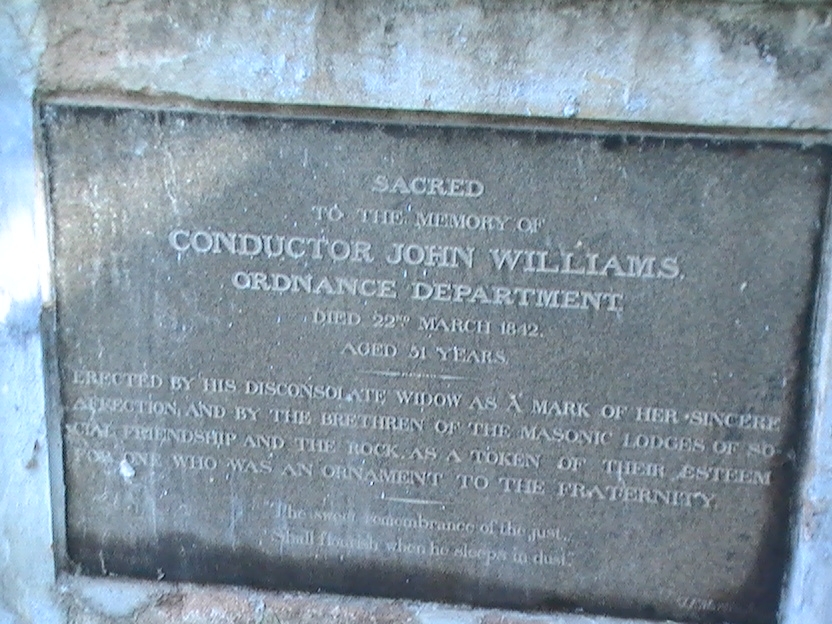 SACRED
TO THE MEMORY OF
CONDUCTOR JOHN WILLIAMS.
ORDNANCE DEPARTMENT.
DIED 22ND MARCH 1842.
AGED 51 YEARS.
ERECTED BY HIS DISCONSOLATE WIDOW AS A MARK OF HER SINCERE
AFFECTION, AND BY THE BRETHREN OF THE MASONIC LODGES OF SO-
CIAL FRIENDSHIP AND THE ROCK, AS A TOKEN OF THEIR ESTEEM
FOR ONE WHO WAS AN ORNAMENT TO THE FRATERNITY.
The sweet remembrance of the just,
Shall flourish when he sleeps in dust."